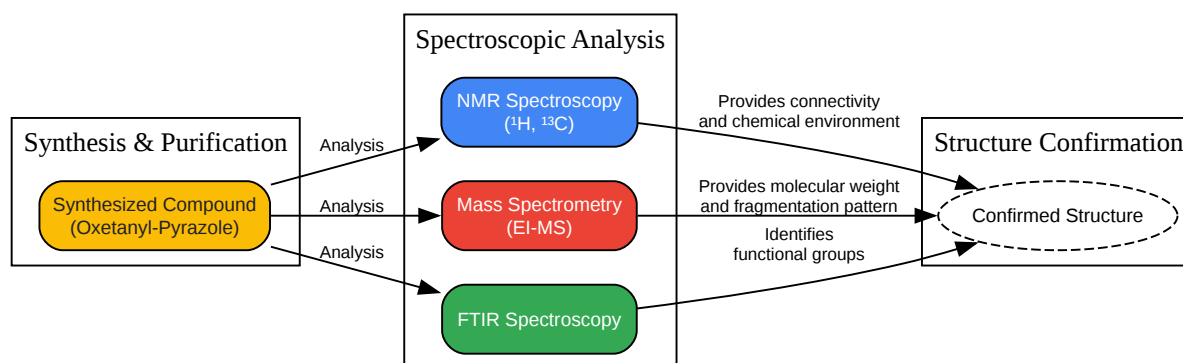 Synthesis & Purification
Synthesized Compound
(Oxetanyl-Pyrazole)
Analysis
Analysis
Analysis
Spectroscopic Analysis
NMR Spectroscopy
(¹H, ¹³C)
Mass Spectrometry
(EI-MS)
FTIR Spectroscopy
Provides connectivity
and chemical environment
Provides molecular weight
and fragmentation pattern
Identifies
functional groups
Structure Confirmation
Confirmed Structure